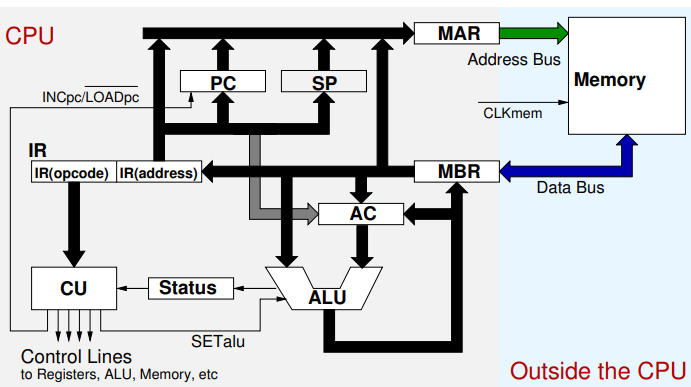 CPU
MAR
Address Bus
Memory
PC
SP
INCpc/LOADpc
CLKmem
IR
IR(opcode)
IR(address)
MBR
Data Bus
AC
CU
Status
ALU
SETalu
Control Lines
to Registers, ALU, Memory, etc
Outside the CPU